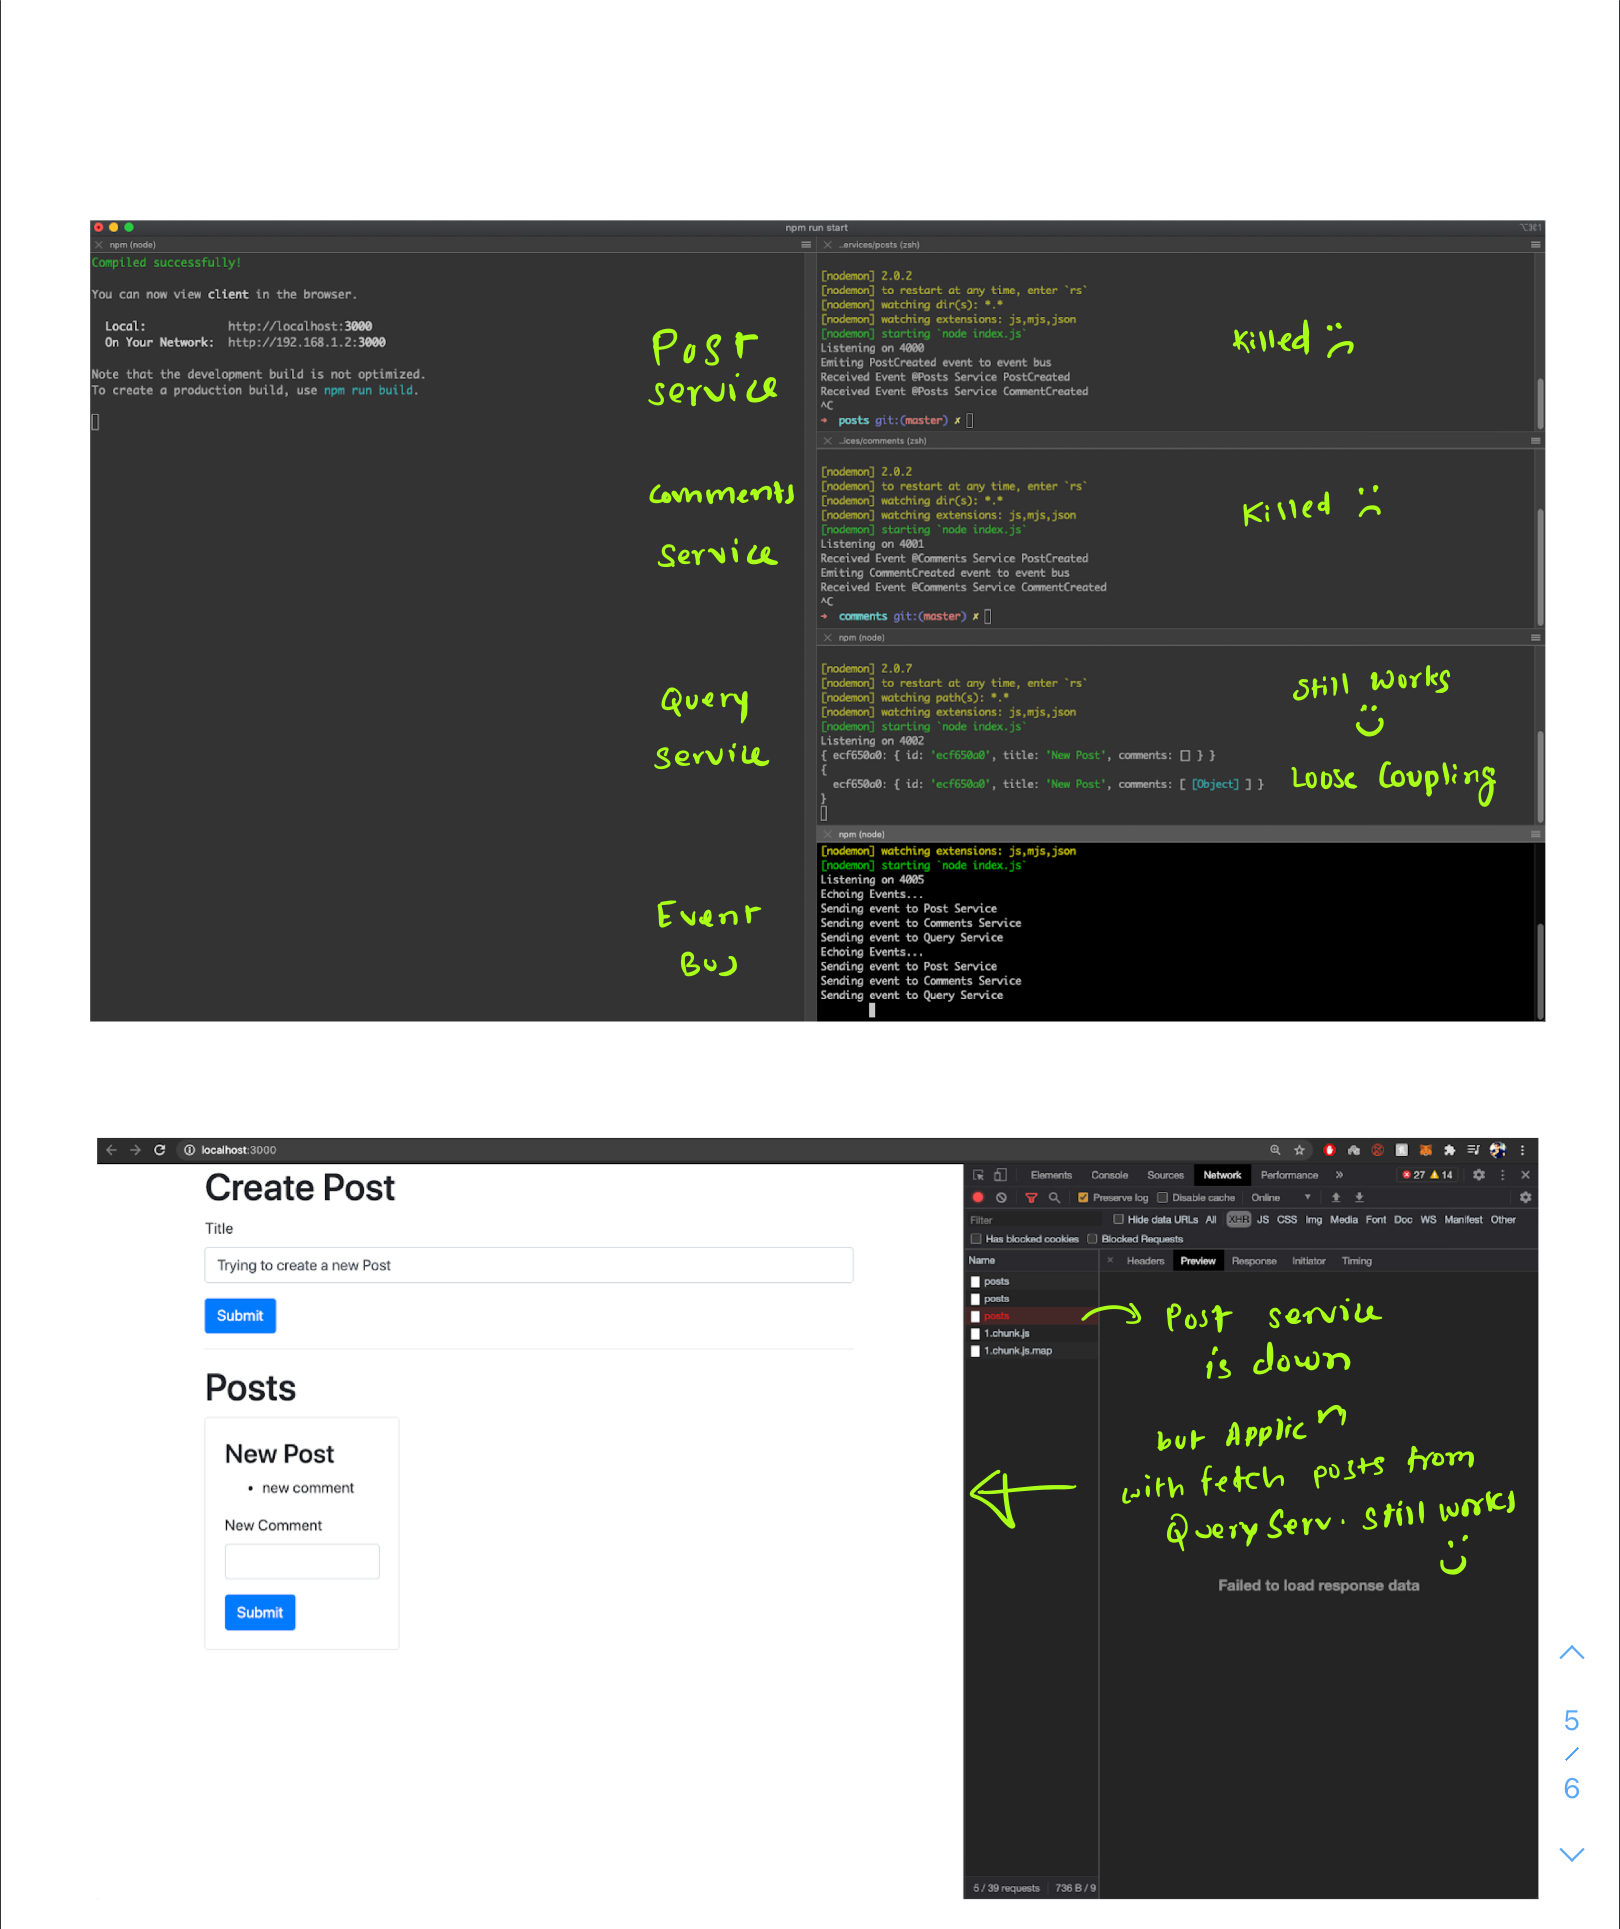 npm run start
⌥⌘1
npm (node)
Compiled successfully!
You can now view client in the browser.
Local: http://localhost:3000
On Your Network: http://192.168.1.2:3000
Note that the development build is not optimized.
To create a production build, use npm run build.
Post
service
comments
service
Query
service
Event
Bus
..ervices/posts (zsh)
[nodemon] 2.0.2
[nodemon] to restart at any time, enter `rs`
[nodemon] watching dir(s): *.*
[nodemon] watching extensions: js,mjs,json
[nodemon] starting `node index.js`
Listening on 4000
Emiting PostCreated event to event bus
Received Event @Posts Service PostCreated
Received Event @Posts Service CommentCreated
^C
→ posts git:(master) ✗
Killed
..ices/comments (zsh)
[nodemon] 2.0.2
[nodemon] to restart at any time, enter `rs`
[nodemon] watching dir(s): *.*
[nodemon] watching extensions: js,mjs,json
[nodemon] starting `node index.js`
Listening on 4001
Received Event @Comments Service PostCreated
Emiting CommentCreated event to event bus
Received Event @Comments Service CommentCreated
^C
→ comments git:(master) ✗
Killed
npm (node)
[nodemon] 2.0.7
[nodemon] to restart at any time, enter `rs`
[nodemon] watching path(s): *.*
[nodemon] watching extensions: js,mjs,json
[nodemon] starting `node index.js`
Listening on 4002
{ ecf650a0: { id: 'ecf650a0', title: 'New Post', comments: [] } }
{
ecf650a0: { id: 'ecf650a0', title: 'New Post', comments: [ [Object] ] }
}
Still Works
Loose Coupling
npm (node)
[nodemon] watching extensions: js,mjs,json
[nodemon] starting `node index.js`
Listening on 4005
Echoing Events...
Sending event to Post Service
Sending event to Comments Service
Sending event to Query Service
Echoing Events...
Sending event to Post Service
Sending event to Comments Service
Sending event to Query Service
localhost:3000
Create Post
Title
Trying to create a new Post
Submit
Posts
New Post
• new comment
New Comment
Submit
Elements Console Sources Network Performance » 27 14
Preserve log Disable cache Online
Filter Hide data URLs All XHR JS CSS Img Media Font Doc WS Manifest Other
Has blocked cookies Blocked Requests
Name × Headers Preview Response Initiator Timing
posts
posts
posts
1.chunk.js
1.chunk.js.map
Post service
is down
but Applic n
with fetch posts from
Query Serv. still works
Failed to load response data
5 / 39 requests 736 B / 9
5
/
6